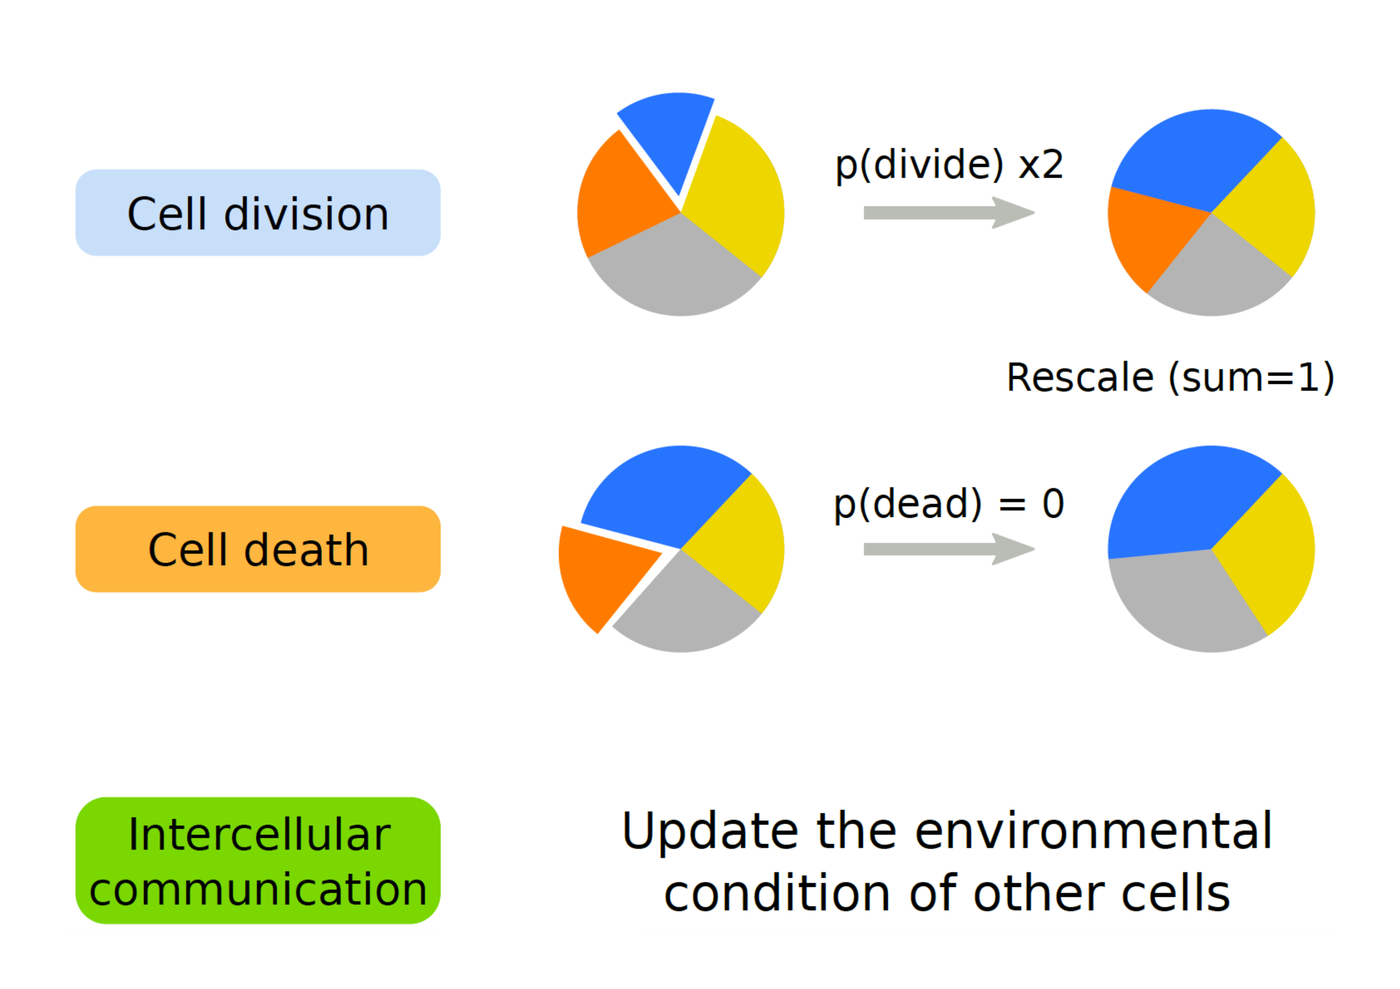 Cell division
p(divide) x2
Rescale (sum=1)
Cell death
p(dead) = 0
Intercellular
communication
Update the environmental
condition of other cells